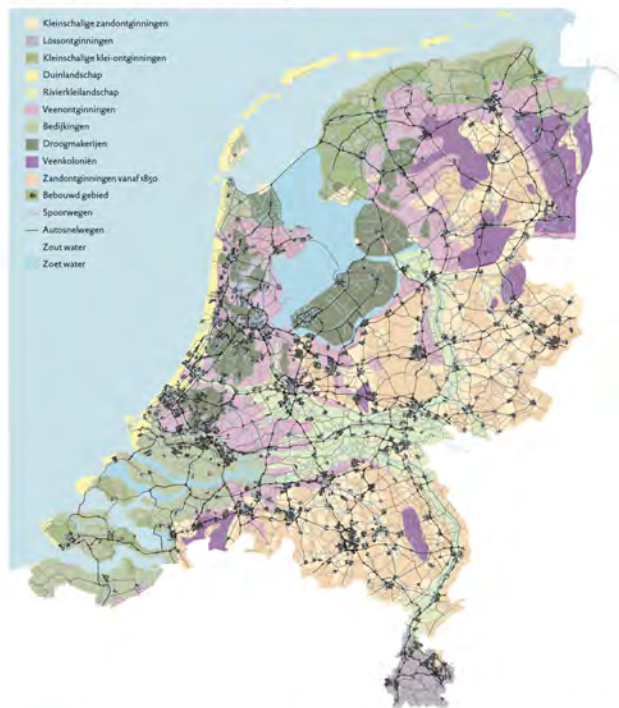 Kleinschalige zandontginningen
Lössontginningen
Kleinschalige klei-ontginningen
Duinlandschap
Rivierkleilandschap
Veenontginningen
Bedijkingen
Droogmakerijen
Veenkoloniën
Zandontginningen vanaf 1850
Bebouwd gebied
Spoorwegen
Autosnelwegen
Zout water
Zoet water